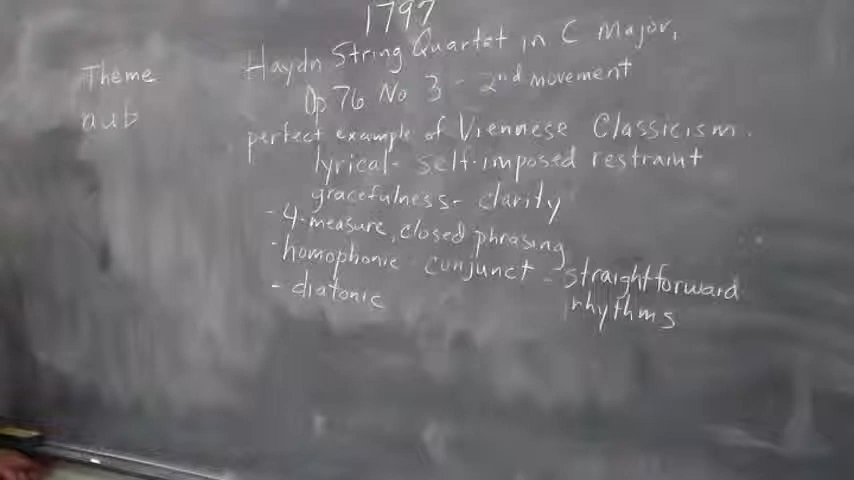 1797
Haydn String Quartet in C Major,
Op 76 No 3 - 2nd movement
Theme
aub
perfect example of Viennese Classicism.
lyrical - self-imposed restraint
gracefulness - clarity
- 4-measure, closed phrasing
- homophonic - conjunct - straightforward
rhythms
- diatonic